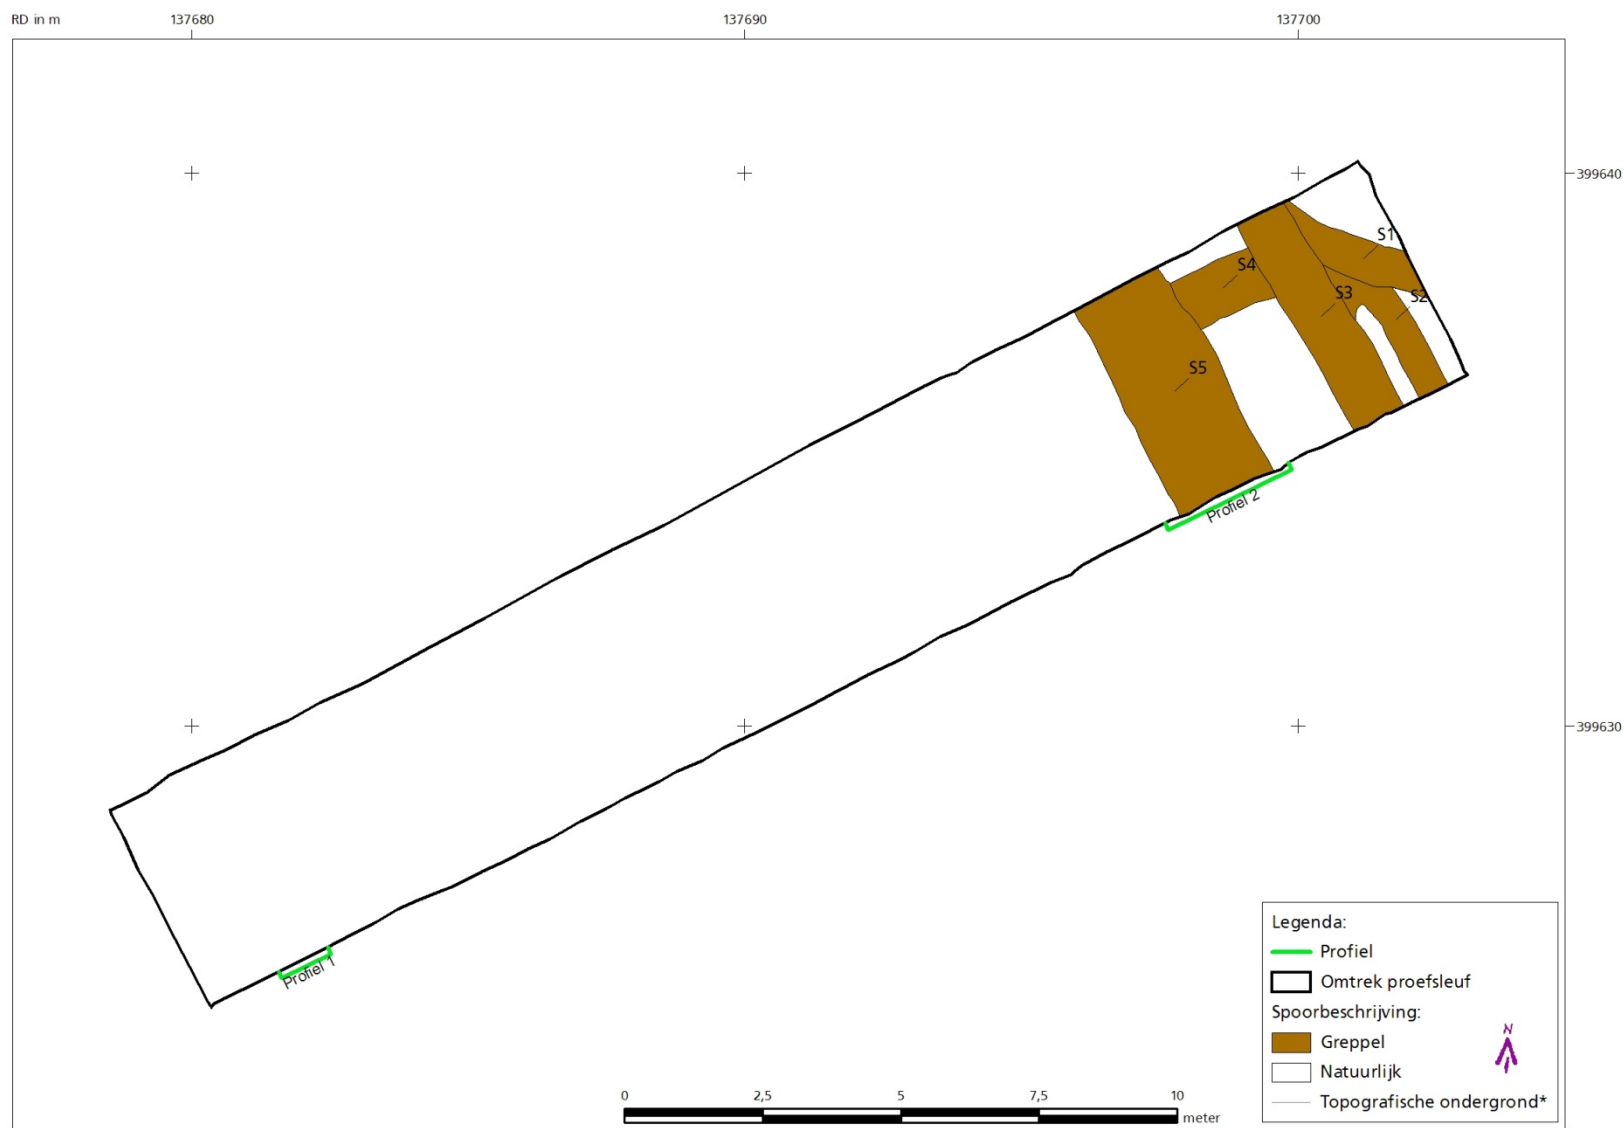 RD in m
137680
137690
137700
399640
S1
S4
S2
S3
S5
Profiel 2
399630
Profiel 1
Legenda:
Profiel
Omtrek proefsleuf
Spoorbeschrijving:
Greppel
N
Natuurlijk
Topografische ondergrond*
0
2,5
5
7,5
10
meter